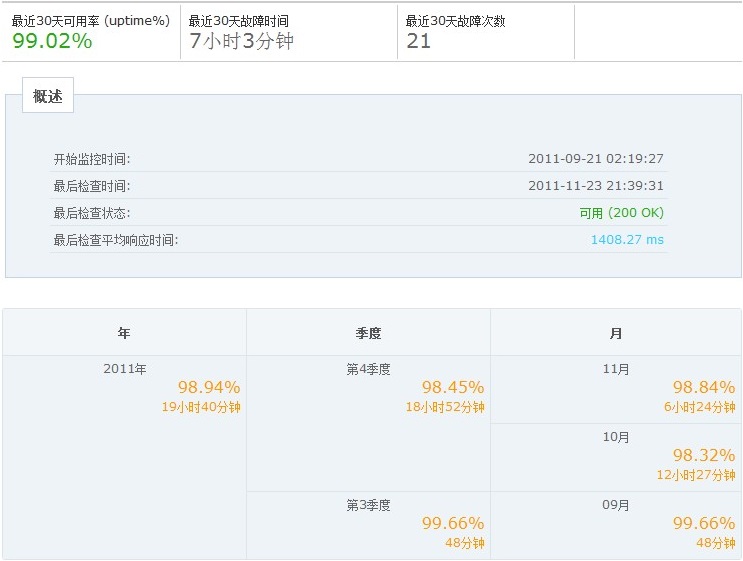 最近30天可用率 (uptime%)
99.02%
最近30天故障时间
7小时3分钟
最近30天故障次数
21
概述
开始监控时间: 2011-09-21 02:19:27
最后检查时间: 2011-11-23 21:39:31
最后检查状态: 可用 (200 OK)
最后检查平均响应时间: 1408.27 ms
年 季度 月
2011年
98.94%
19小时40分钟
第4季度
98.45%
18小时52分钟
11月
98.84%
6小时24分钟
10月
98.32%
12小时27分钟
第3季度
99.66%
48分钟
09月
99.66%
48分钟